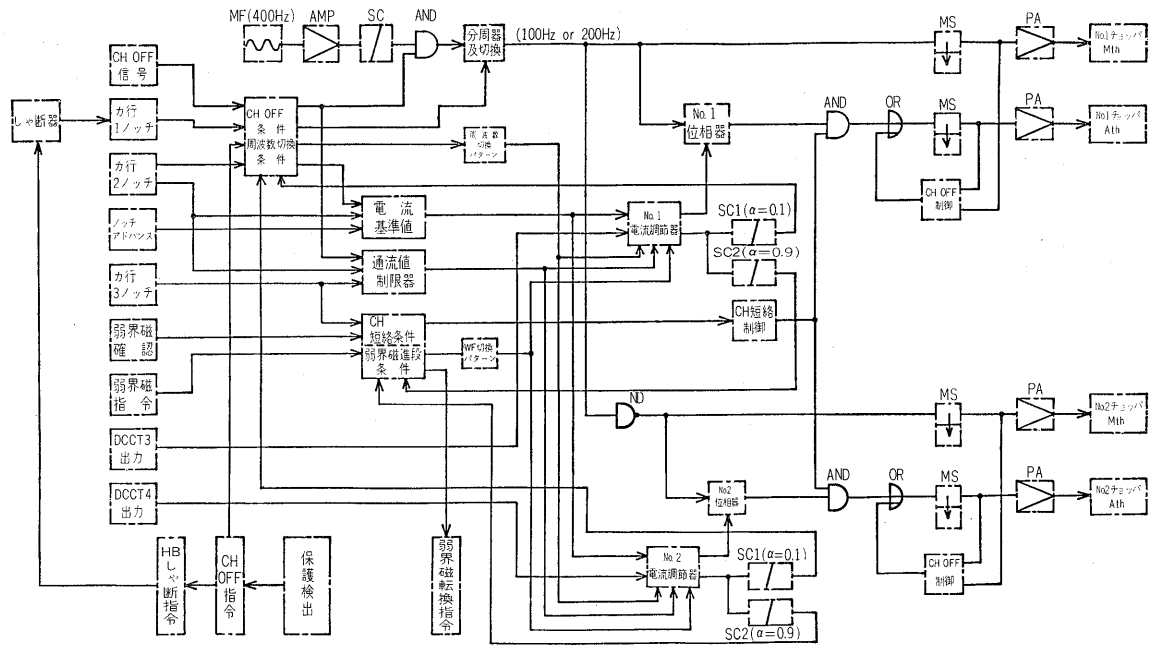 MF(400Hz)
AMP
SC
AND
分周器
及切換
(100Hz or 200Hz)
MS
PA
No.1チョッパ
Mth
CH OFF
信号
しゃ断器
カ行
1ノッチ
CH OFF
条件
周波数切換
条件
周波数
切換
パターン
No.1
位相器
AND
OR
MS
PA
No.1チョッパ
Ath
カ行
2ノッチ
CH OFF
制御
ノッチ
アドバンス
電流
基準値
No.1
電流調節器
SC1(α=0.1)
SC2(α=0.9)
カ行
3ノッチ
通流値
制限器
弱界磁
確認
CH
短絡条件
弱界磁進段
条件
WF切換
パターン
CH短絡
制御
弱界磁
指令
ND
MS
PA
No2チョッパ
Mth
DCCT3
出力
DCCT4
出力
No2
位相器
AND
OR
MS
PA
No2チョッパ
Ath
HBしゃ断指令
CH OFF指令
保護検出
弱界磁転換指令
No.2
電流調節器
SC1(α=0.1)
SC2(α=0.9)
CH OFF
制御